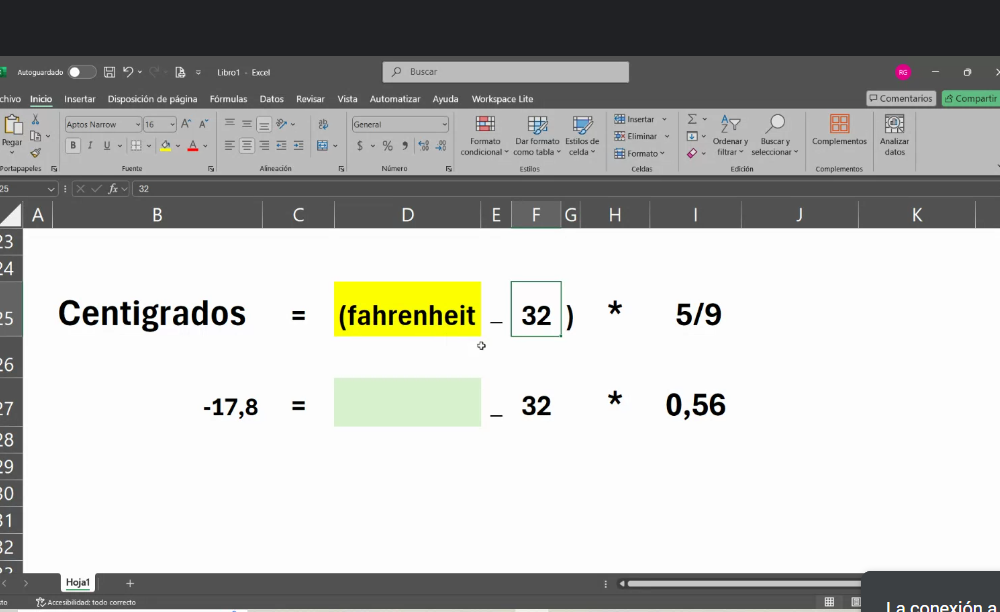 Autoguardado Libro1 - Excel Buscar RG
chivo Inicio Insertar Disposición de página Fórmulas Datos Revisar Vista Automatizar Ayuda Workspace Lite Comentarios Compartir
Pegar Aptos Narrow 16 A A General Insertar Σ
N K S A $ % Formato condicional Dar formato como tabla Estilos de celda Eliminar Formato Ordenar y filtrar Buscar y seleccionar Complementos Analizar datos
Portapapeles Fuente Alineación Número Estilos Celdas Edición Complementos
25 fx 32
A B C D E F G H I J K
23
24
25 Centigrados = (fahrenheit _ 32 ) * 5/9
26
27 -17,8 = _ 32 * 0,56
28
29
30
31
32
Hoja1 +
Accesibilidad: todo correcto
La conexión a